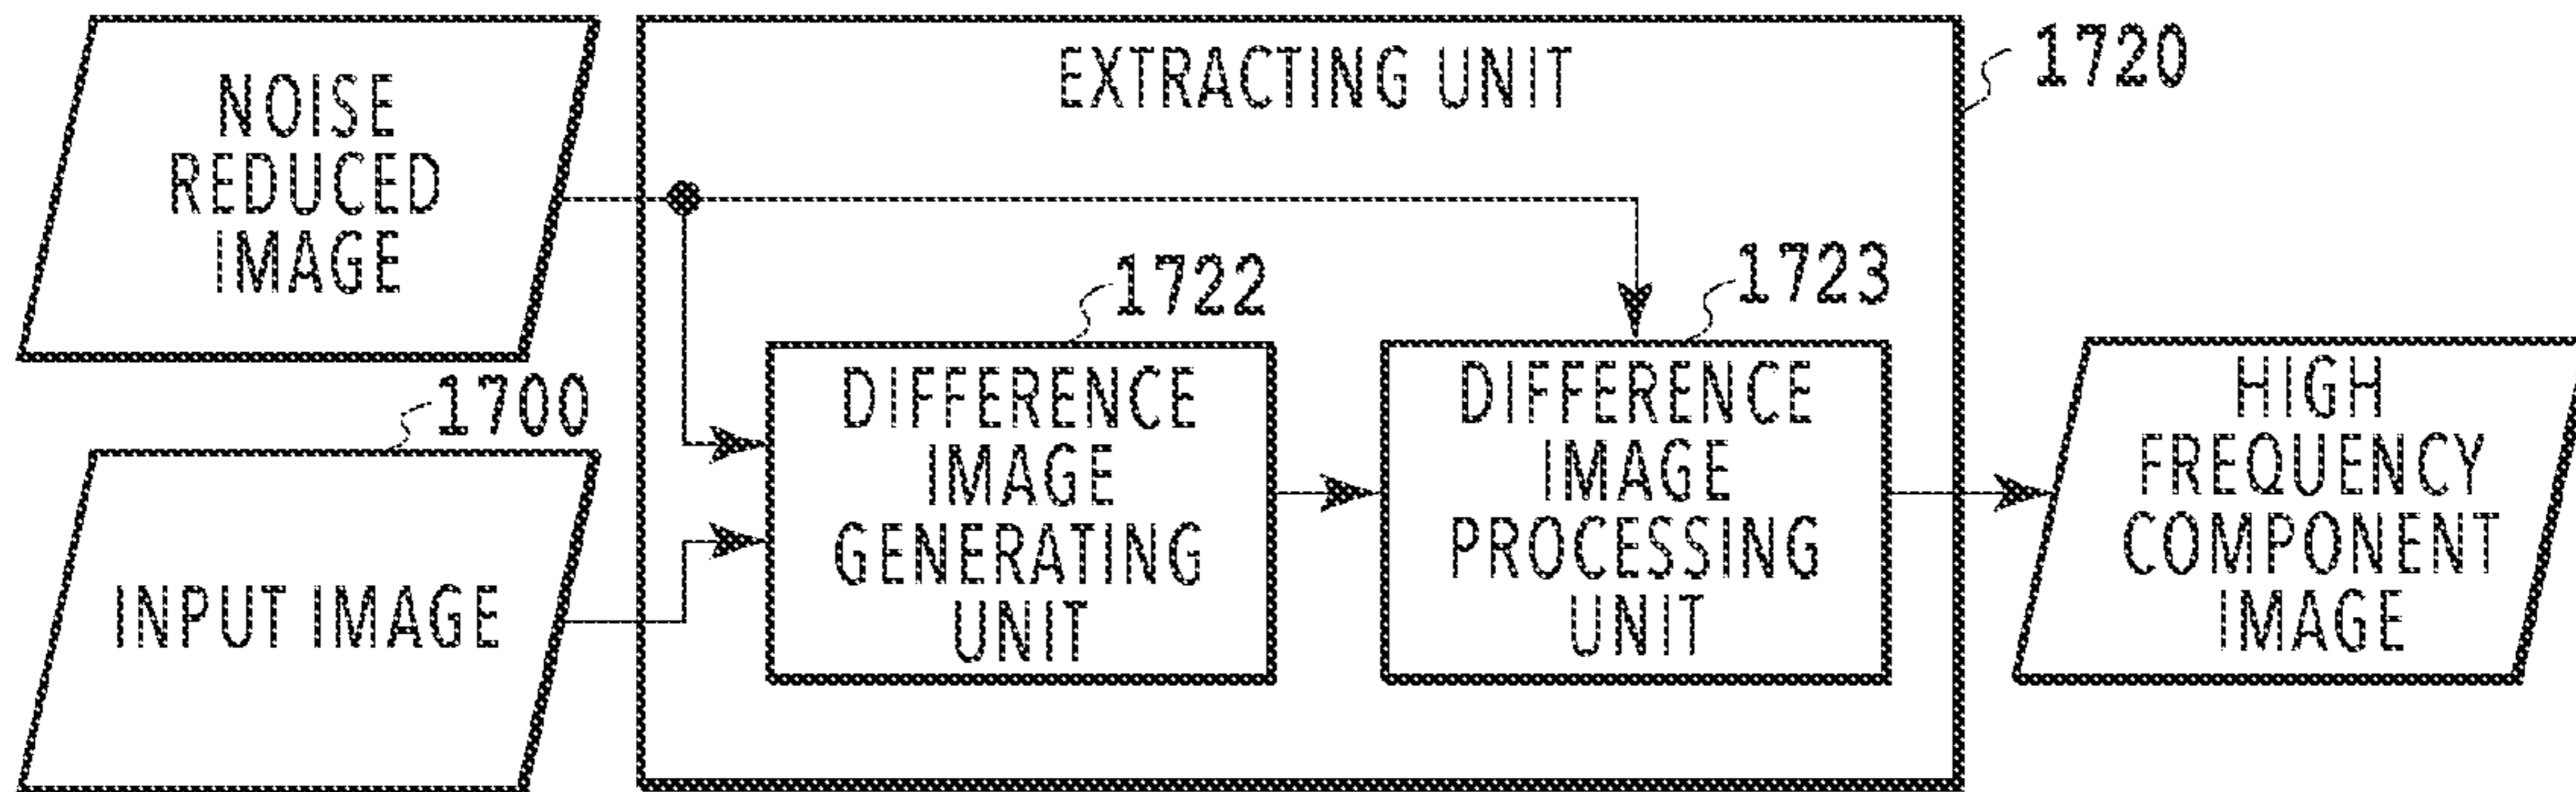 NOISE
REDUCED
IMAGE
1700
INPUT IMAGE
EXTRACTING UNIT
1720
1722
DIFFERENCE
IMAGE
GENERATING
UNIT
1723
DIFFERENCE
IMAGE
PROCESSING
UNIT
HIGH
FREQUENCY
COMPONENT
IMAGE